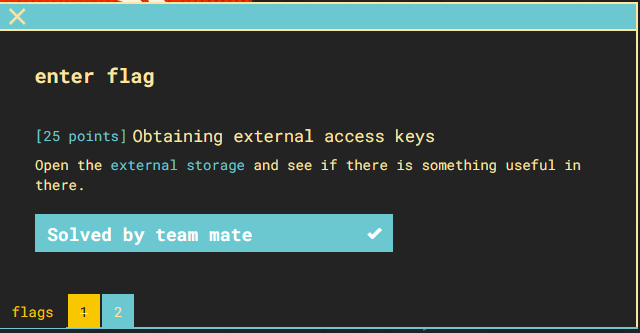 enter flag
[25 points] Obtaining external access keys
Open the external storage and see if there is something useful in
there.
Solved by team mate
flags 1 2